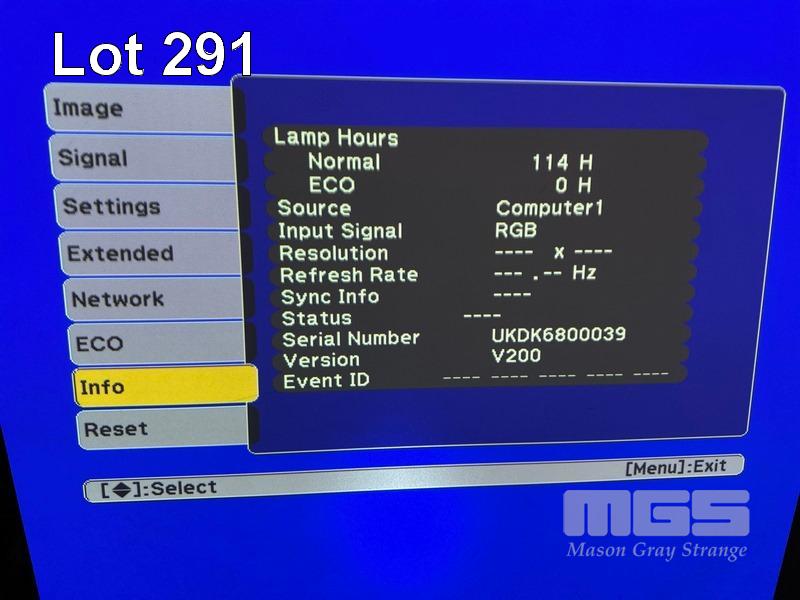 Lot 291
Image
Signal
Settings
Extended
Network
ECO
Info
Reset
Lamp Hours
Normal 114 H
ECO 0 H
Source Computer1
Input Signal RGB
Resolution ---- x ----
Refresh Rate --- .-- Hz
Sync Info ----
Status ----
Serial Number UKDK6800039
Version V200
Event ID ---- ---- ---- ---- ----
[◆]:Select
[Menu]:Exit
MGS
Mason Gray Strange